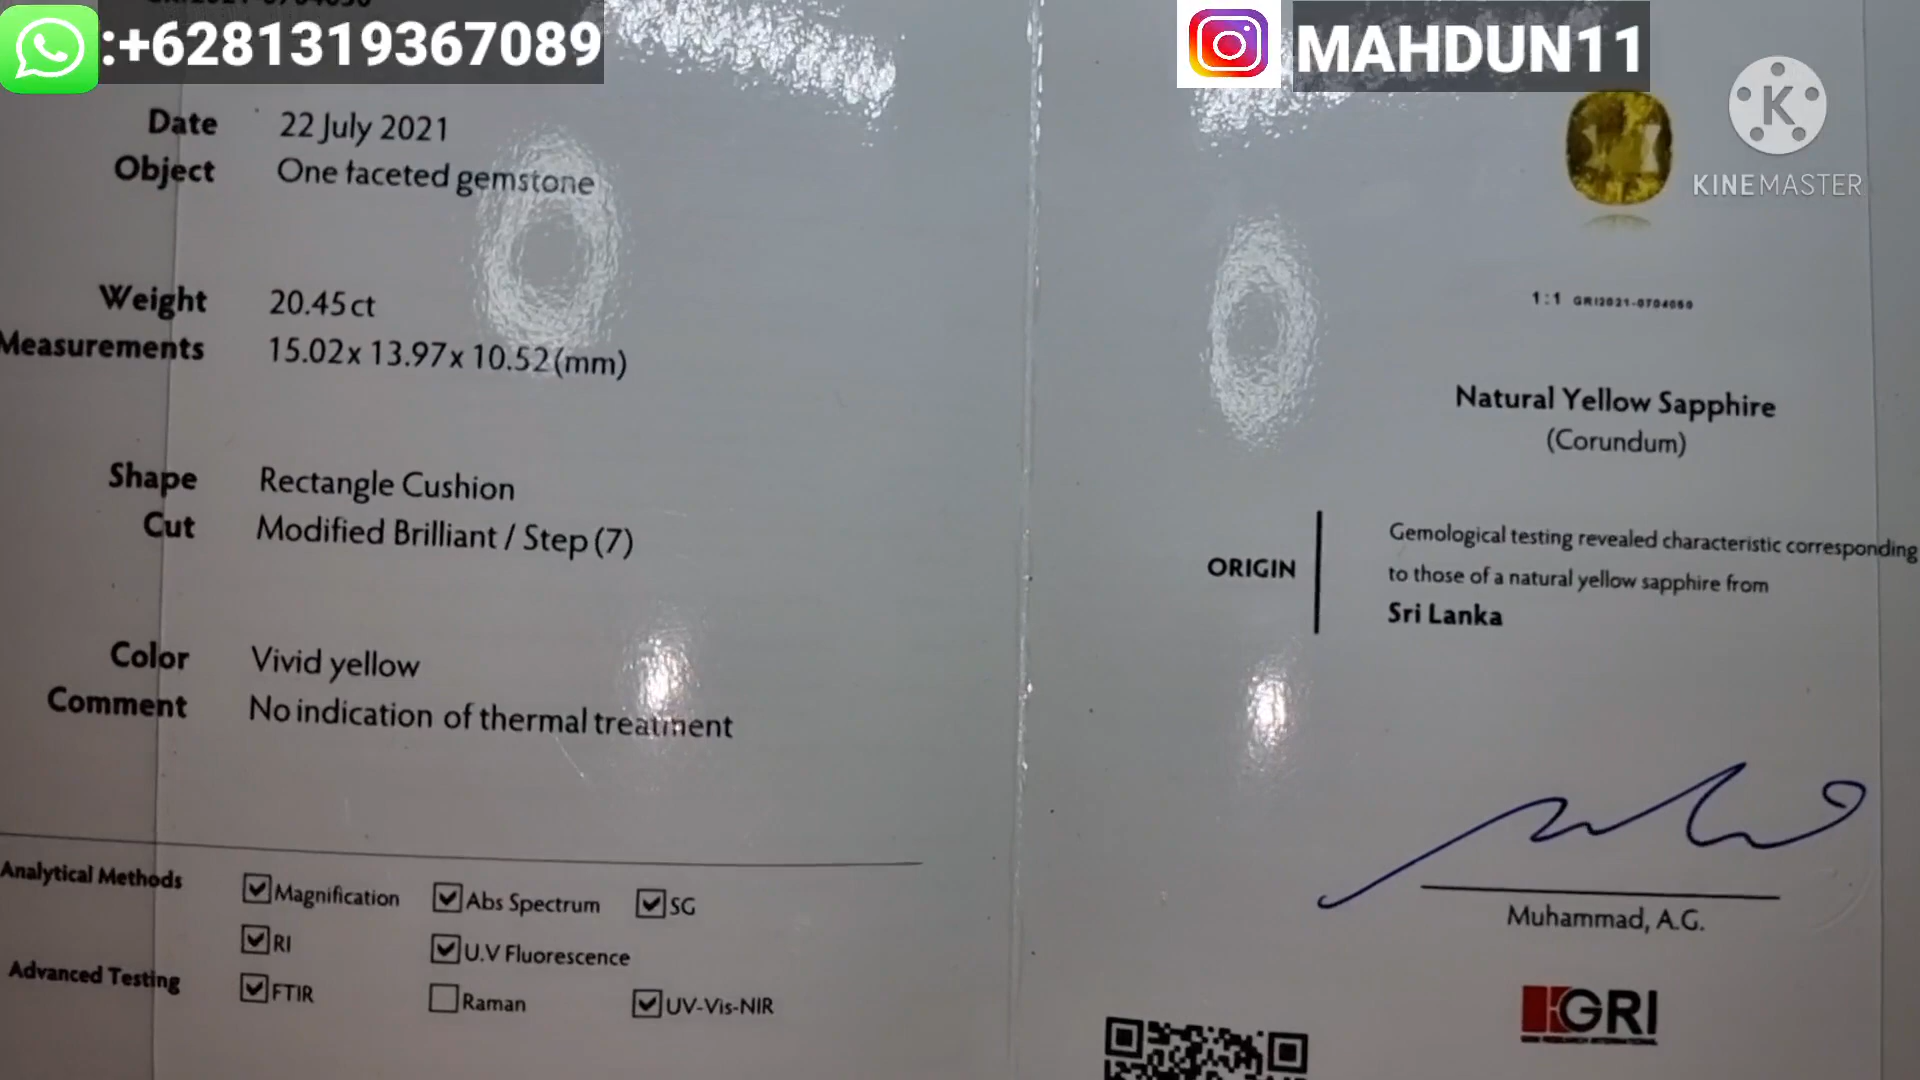 :+6281319367089
MAHDUN11
KINEMASTER
Date 22 July 2021
Object One faceted gemstone
Weight 20.45 ct
Measurements 15.02 x 13.97 x 10.52 (mm)
Shape Rectangle Cushion
Cut Modified Brilliant / Step (7)
Color Vivid yellow
Comment No indication of thermal treatment
Analytical Methods Magnification Abs Spectrum SG
RI U.V Fluorescence
Advanced Testing FTIR Raman UV-Vis-NIR
1:1 GRI2021-0704050
Natural Yellow Sapphire
(Corundum)
ORIGIN
Gemological testing revealed characteristic corresponding
to those of a natural yellow sapphire from
Sri Lanka
Muhammad, A.G.
GRI